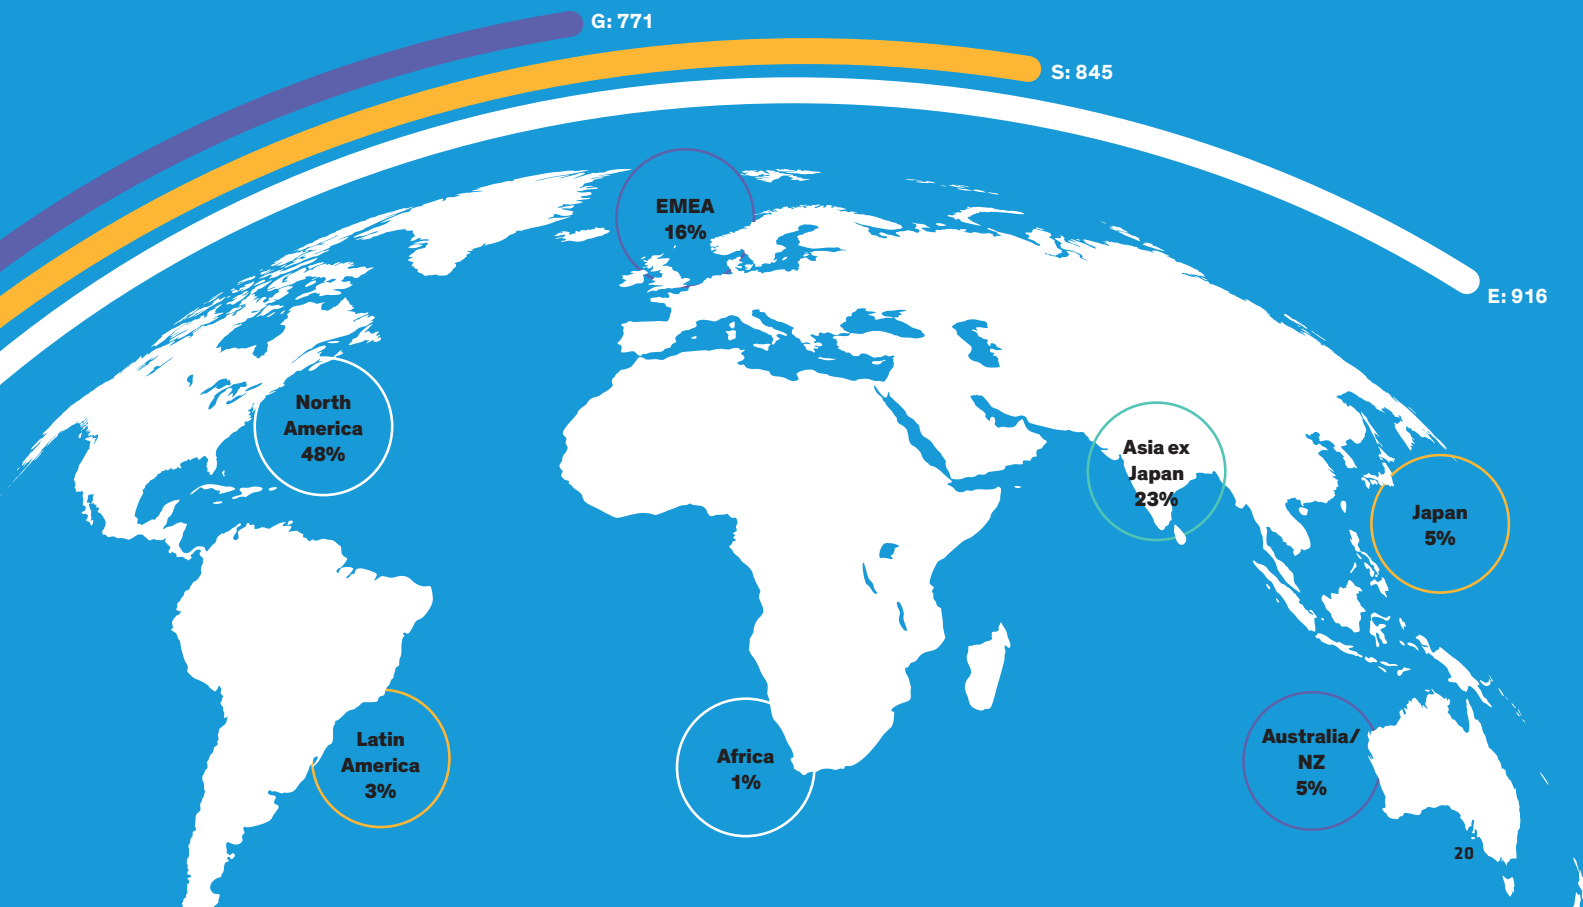 G: 771
S: 845
E: 916
EMEA
16%
North
America
48%
Asia ex
Japan
23%
Japan
5%
Latin
America
3%
Africa
1%
Australia/
NZ
5%
20